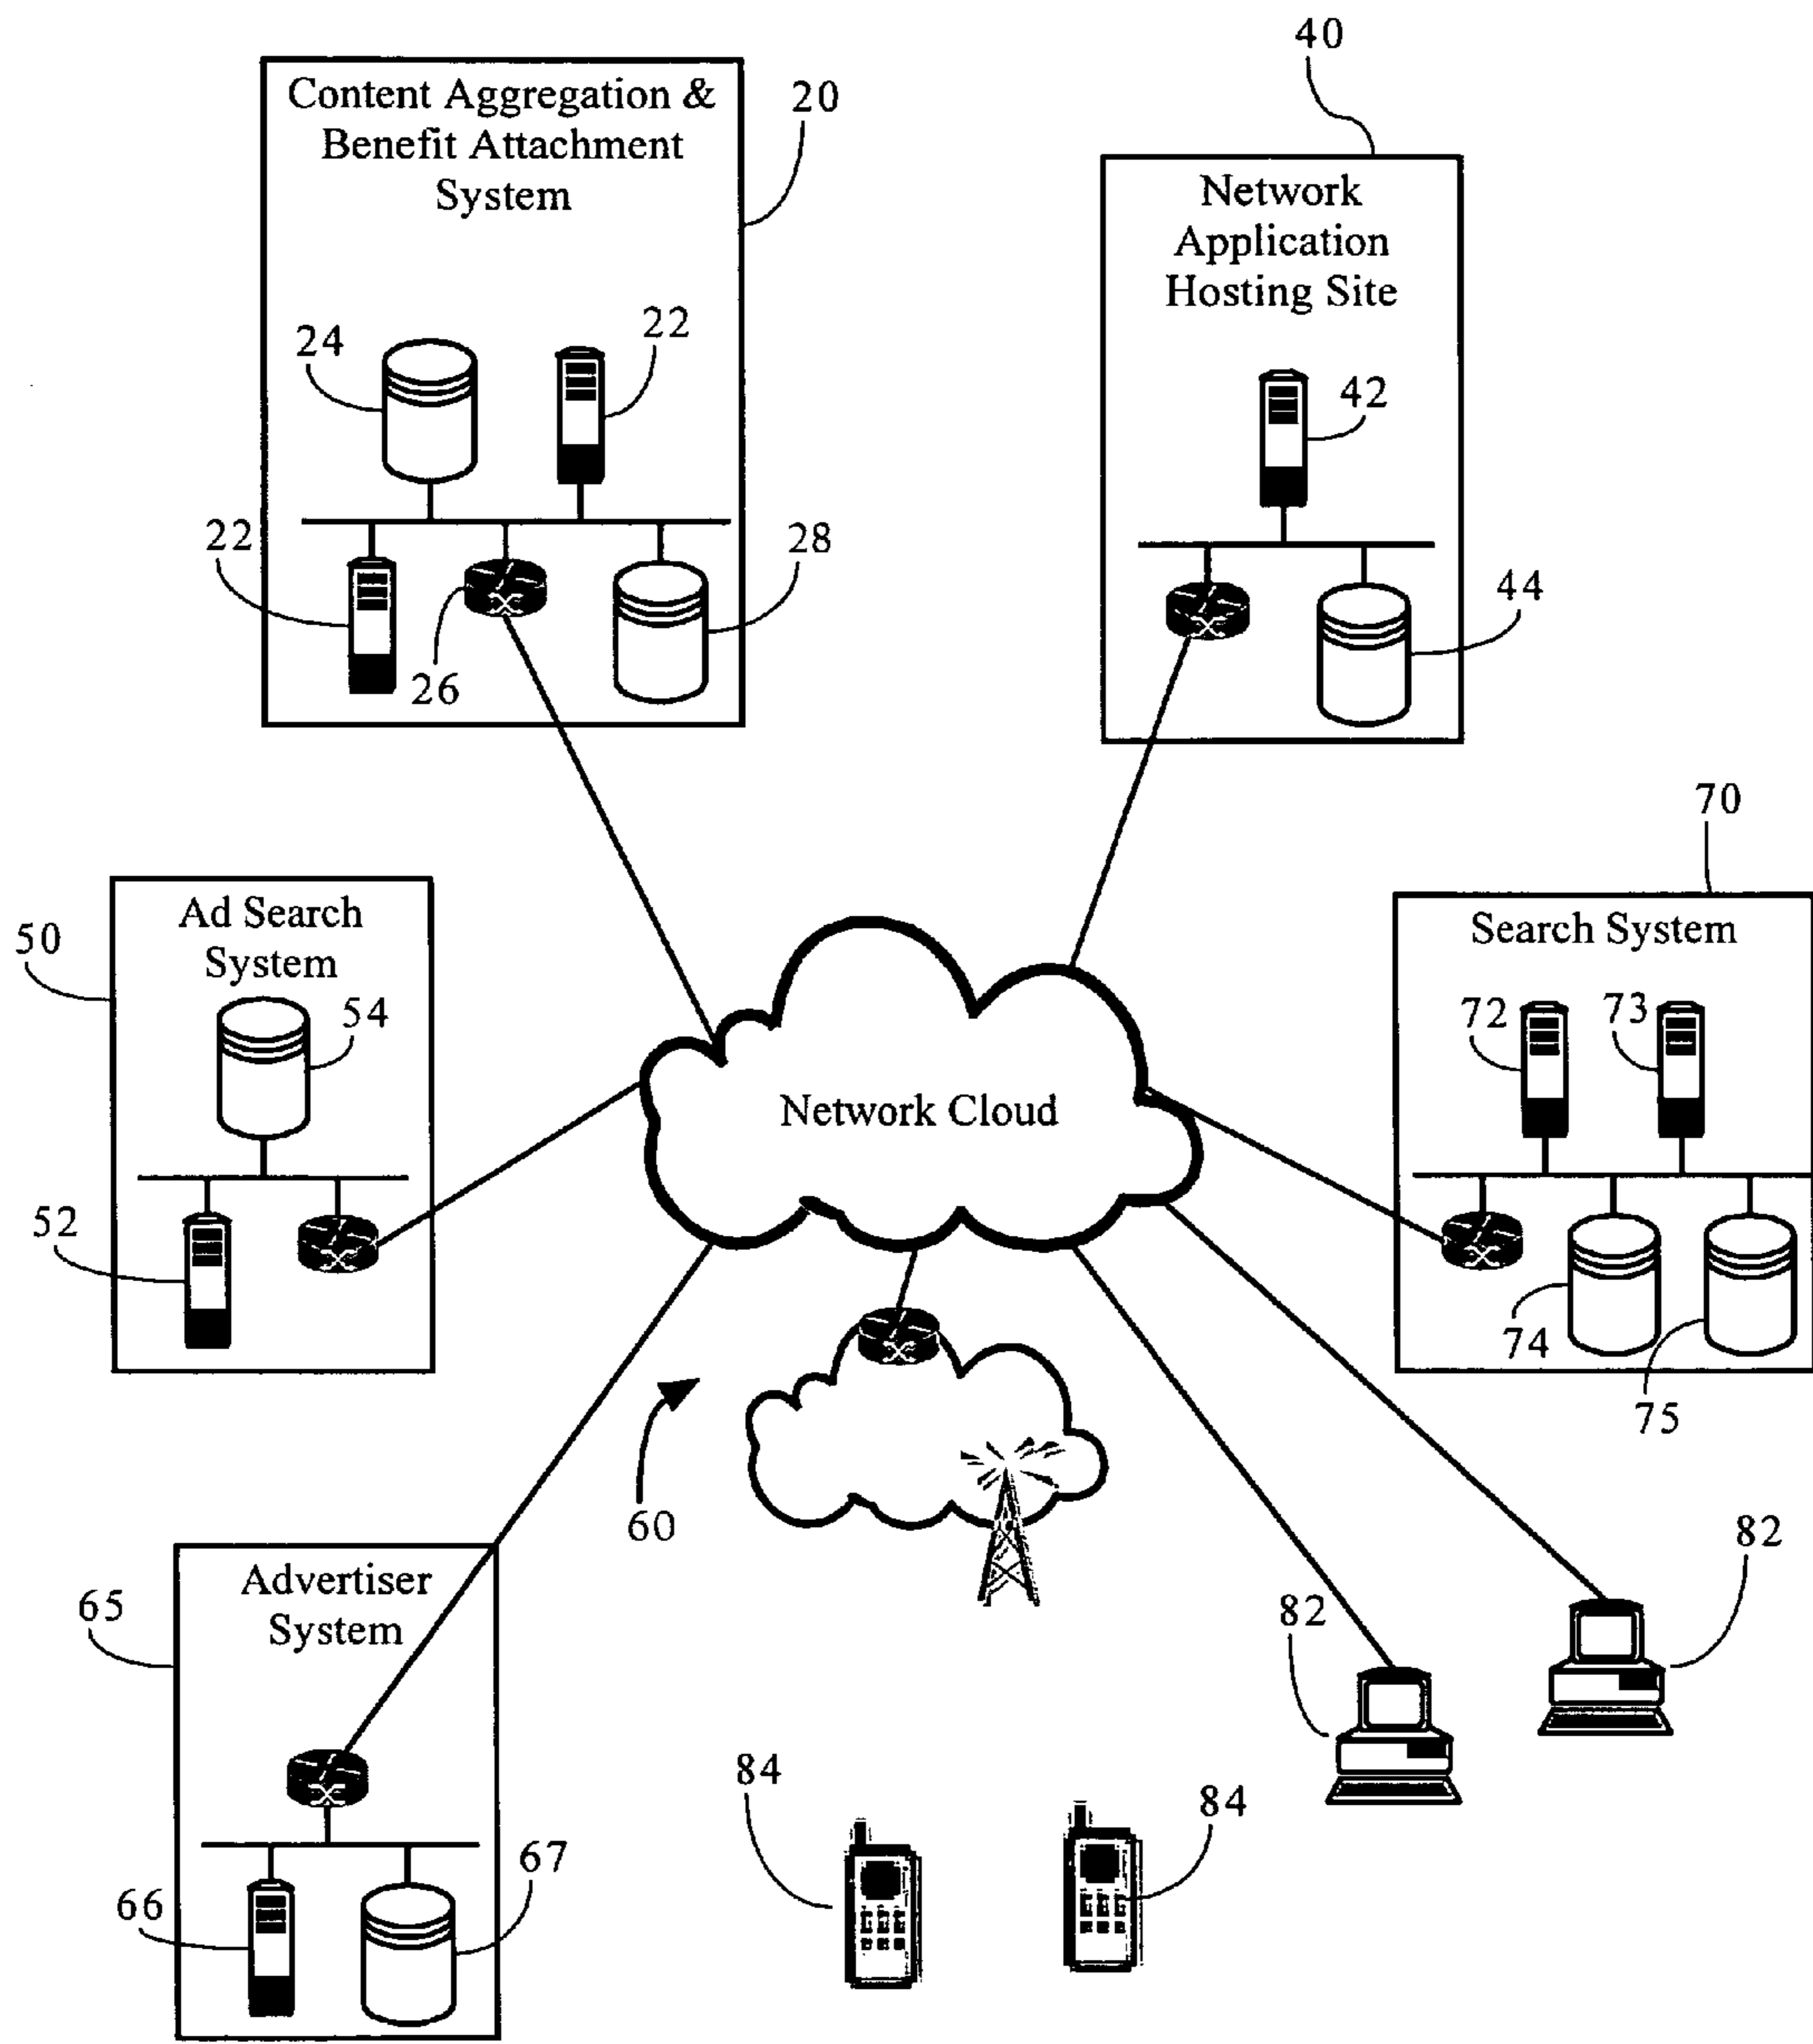 40
Content Aggregation &
Benefit Attachment
System
20
Network
Application
Hosting Site
24
22
42
22
28
44
26
70
Ad Search
System
50
Search System
54
72
73
Network Cloud
52
74
75
60
Advertiser
System
65
82
82
84
84
67
66